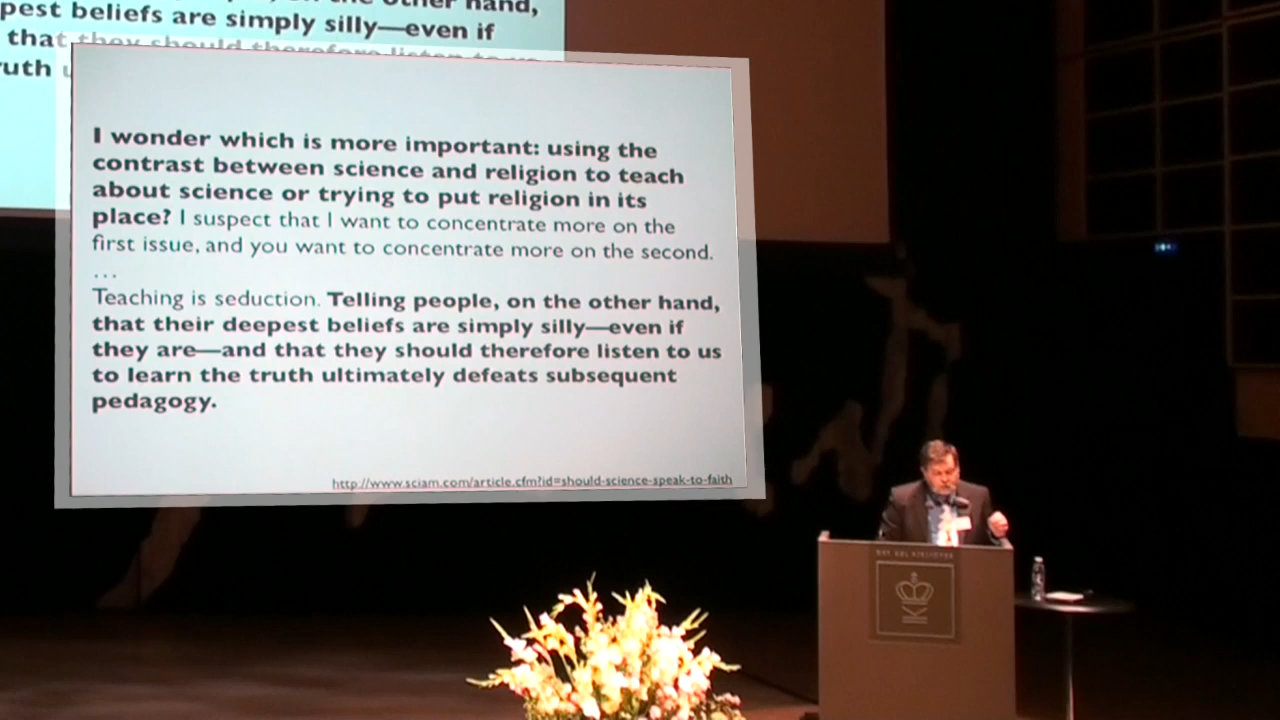 pest beliefs are simply silly—even if
that they should therefore listen to us
I wonder which is more important: using the
contrast between science and religion to teach
about science or trying to put religion in its
place? I suspect that I want to concentrate more on the
first issue, and you want to concentrate more on the second.
...
Teaching is seduction. Telling people, on the other hand,
that their deepest beliefs are simply silly—even if
they are—and that they should therefore listen to us
to learn the truth ultimately defeats subsequent
pedagogy.
http://www.sciam.com/article.cfm?id=should-science-speak-to-faith
DET KGL BIBLIOTEK